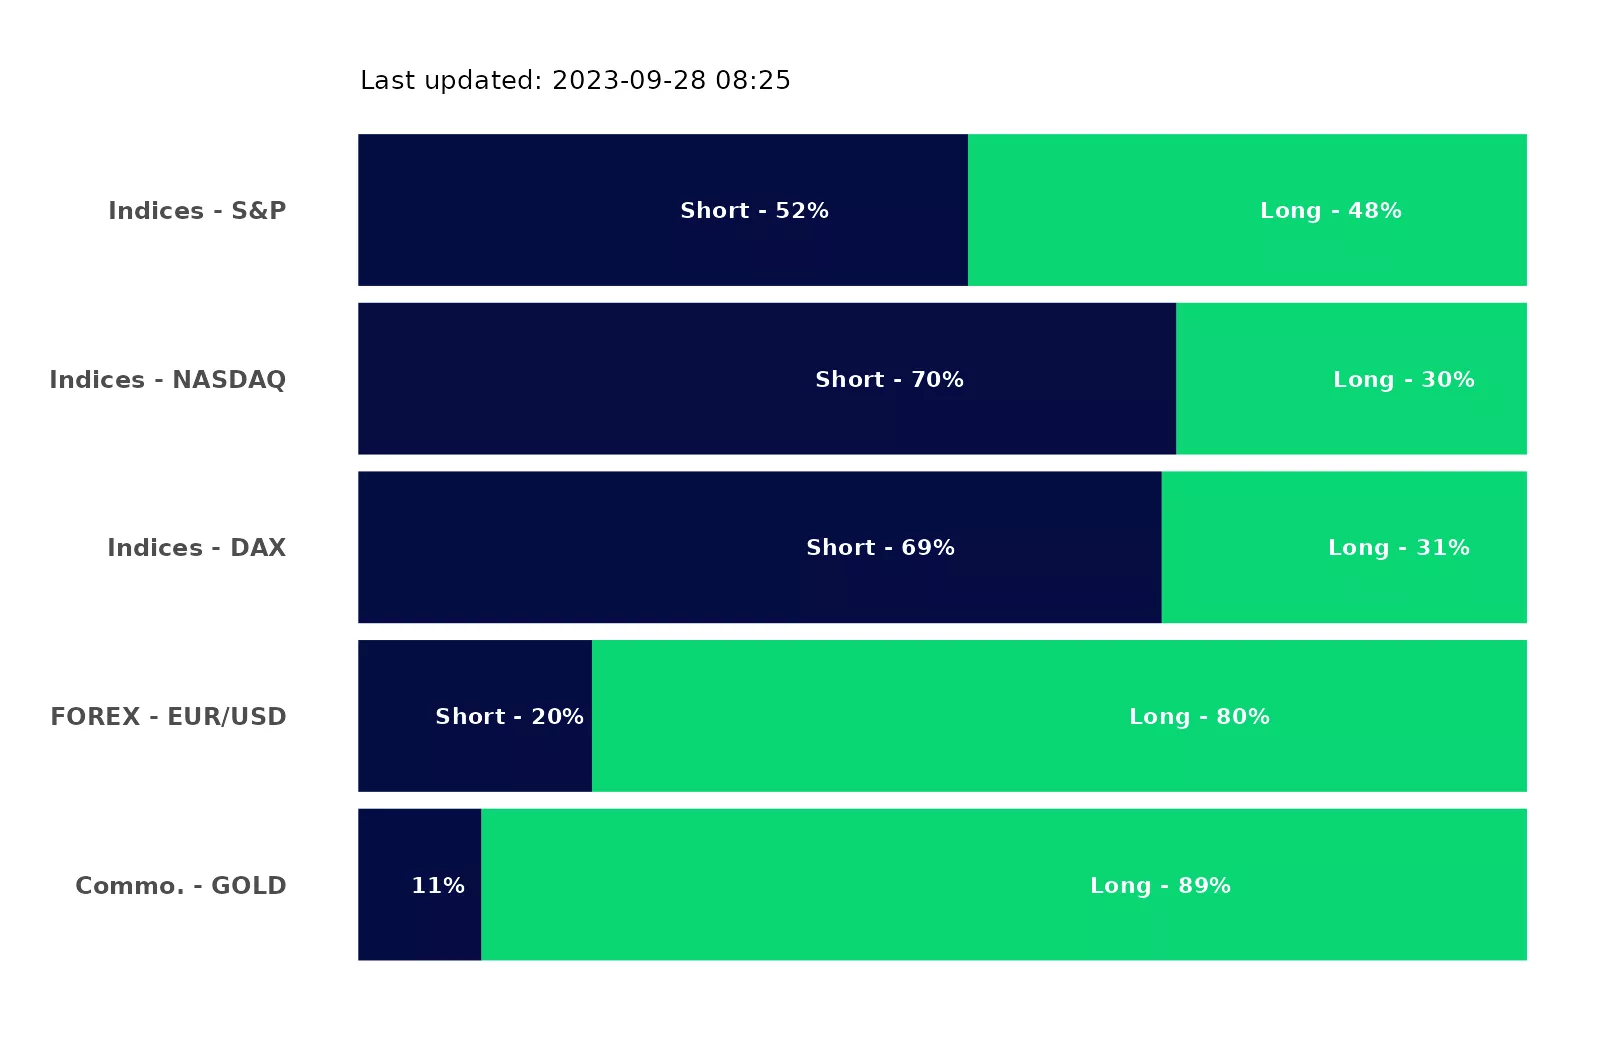 Last updated: 2023-09-28 08:25
Indices - S&P Short - 52% Long - 48%
Indices - NASDAQ Short - 70% Long - 30%
Indices - DAX Short - 69% Long - 31%
FOREX - EUR/USD Short - 20% Long - 80%
Commo. - GOLD 11% Long - 89%